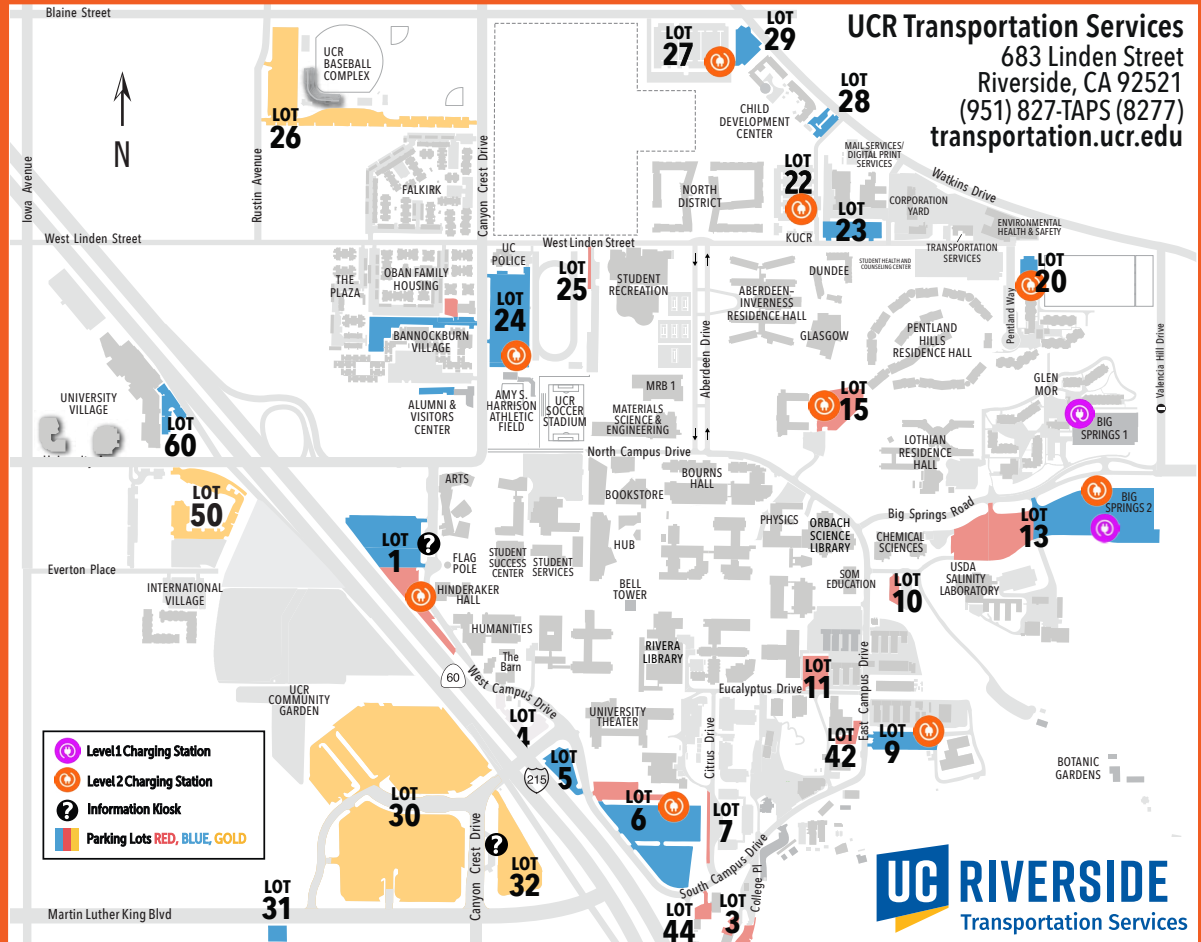 Blaine Street
UCR Transportation Services
683 Linden Street
Riverside, CA 92521
(951) 827-TAPS (8277)
transportation.ucr.edu
LOT
27
LOT
29
UCR
BASEBALL
COMPLEX
LOT
26
N
LOT
28
CHILD
DEVELOPMENT
CENTER
MAIL SERVICES/
DIGITAL PRINT
SERVICES
Iowa Avenue
Rustin Avenue
Canyon Crest Drive
FALKIRK
NORTH
DISTRICT
LOT
22
Watkins Drive
CORPORATION
YARD
LOT
23
KUCR
ENVIRONMENTAL
HEALTH & SAFETY
TRANSPORTATION
SERVICES
West Linden Street
West Linden Street
UC
POLICE
THE
PLAZA
OBAN FAMILY
HOUSING
LOT
24
LOT
25
STUDENT
RECREATION
ABERDEEN-
INVERNESS
RESIDENCE HALL
DUNDEE
STUDENT HEALTH AND
COUNSELING CENTER
LOT
20
Pentland Way
BANNOCKBURN
VILLAGE
Aberdeen Drive
GLASGOW
PENTLAND
HILLS
RESIDENCE HALL
Valencia Hill Drive
UNIVERSITY
VILLAGE
LOT
60
ALUMNI &
VISITORS
CENTER
AMY S.
HARRISON
ATHLETIC
FIELD
UCR
SOCCER
STADIUM
MRB 1
MATERIALS
SCIENCE &
ENGINEERING
LOT
15
GLEN
MOR
BIG
SPRINGS 1
LOTHIAN
RESIDENCE
HALL
North Campus Drive
ARTS
BOURNS
HALL
BOOKSTORE
LOT
50
Big Springs Road
BIG
SPRINGS 2
LOT
13
PHYSICS
ORBACH
SCIENCE
LIBRARY
CHEMICAL
SCIENCES
LOT
1
?
FLAG
POLE
STUDENT
SUCCESS
CENTER
STUDENT
SERVICES
HUB
Everton Place
INTERNATIONAL
VILLAGE
HINDERAKER
HALL
BELL
TOWER
SOM
EDUCATION
LOT
10
USDA
SALINITY
LABORATORY
HUMANITIES
The
Barn
RIVERA
LIBRARY
60
West Campus Drive
UCR
COMMUNITY
GARDEN
LOT
11
Eucalyptus Drive
East Campus Drive
UNIVERSITY
THEATER
LOT
4
Citrus Drive
LOT
42
LOT
9
BOTANIC
GARDENS
Level 1 Charging Station
Level 2 Charging Station
? Information Kiosk
Parking Lots RED, BLUE, GOLD
215
LOT
5
LOT
30
LOT
6
LOT
7
Canyon Crest Drive
?
LOT
32
South Campus Drive
College Pl
LOT
31
Martin Luther King Blvd
LOT
44
LOT
3
UC RIVERSIDE
Transportation Services